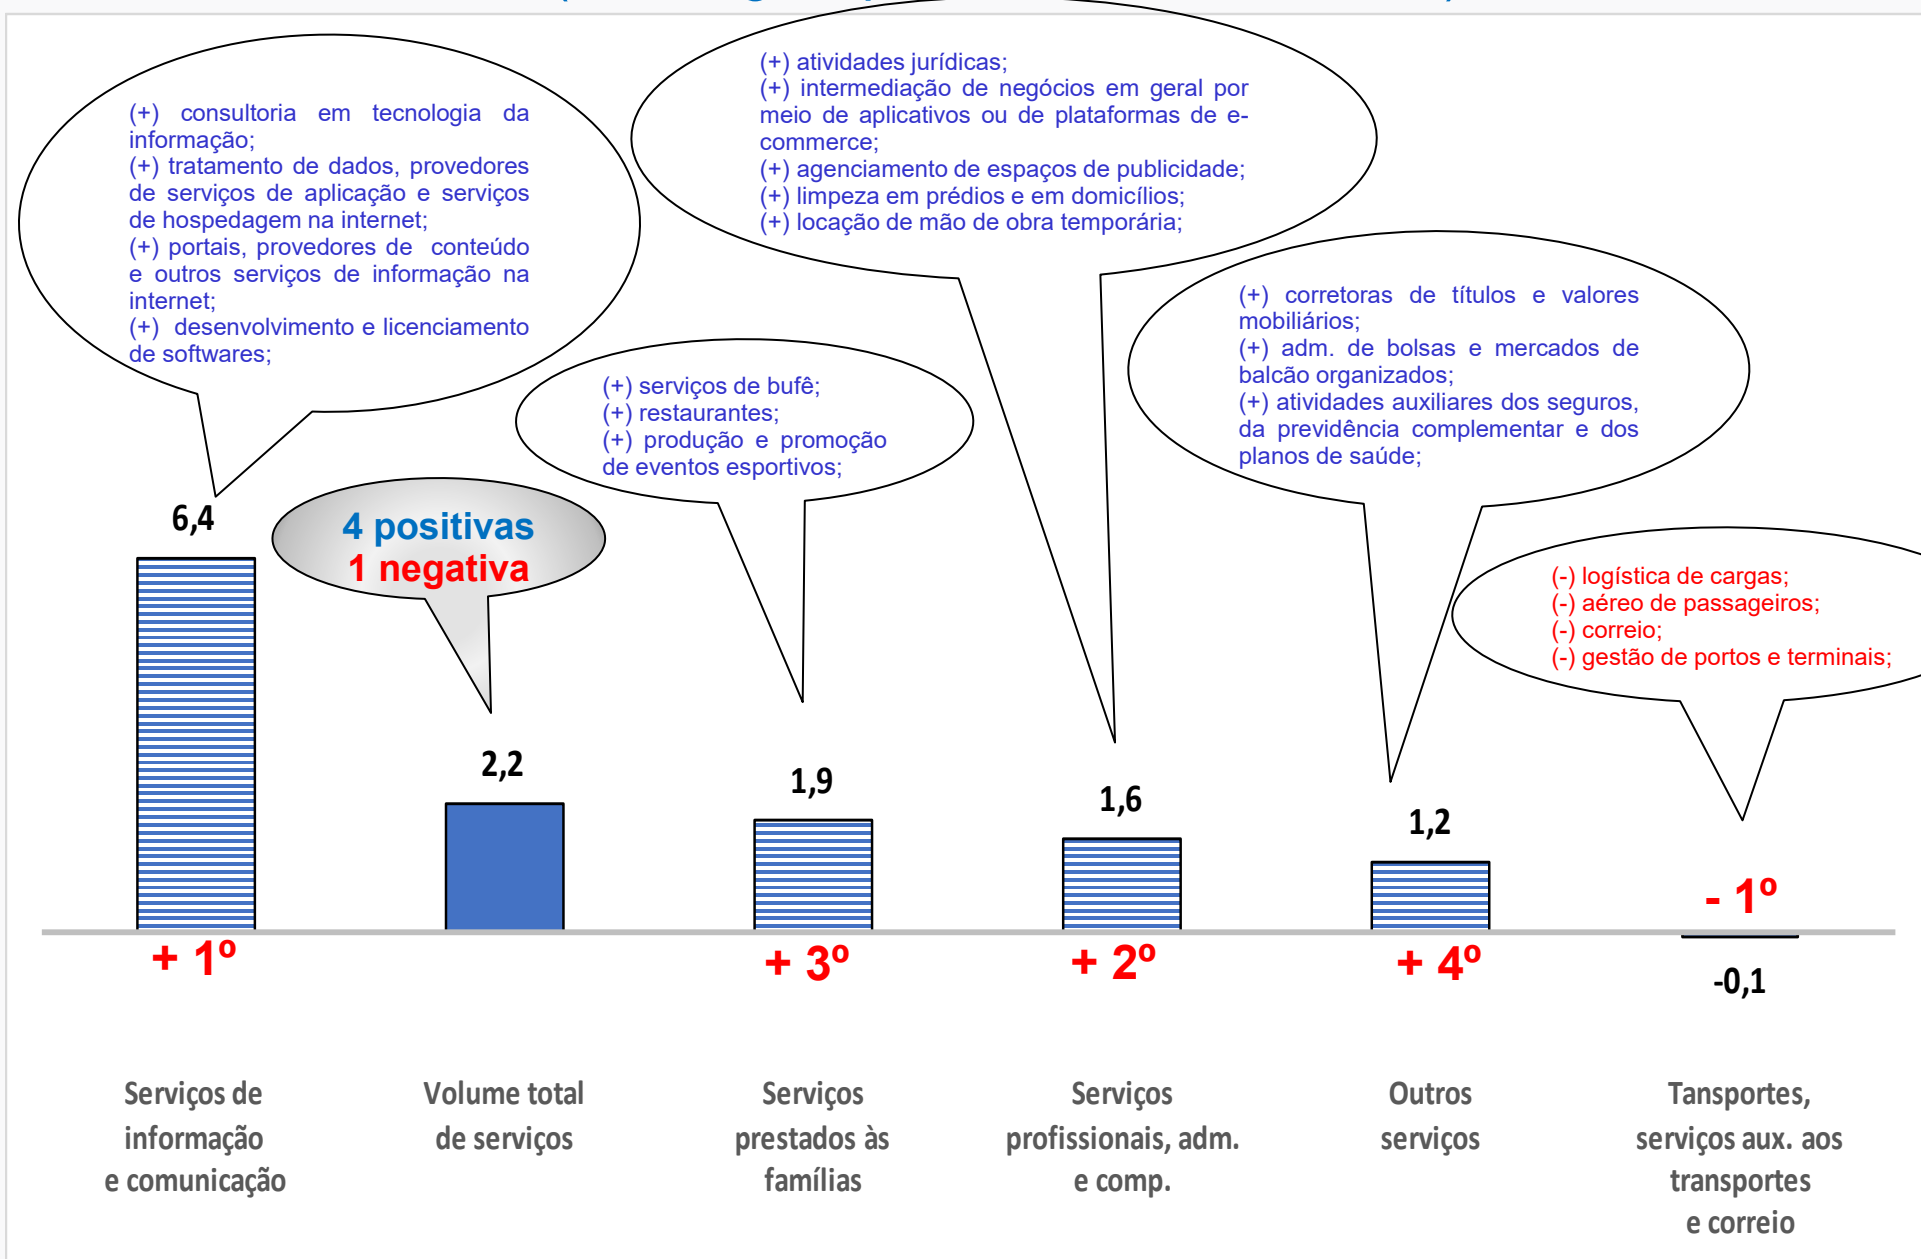 (+) consultoria em tecnologia da
informação;
(+) tratamento de dados, provedores
de serviços de aplicação e serviços
de hospedagem na internet;
(+) portais, provedores de conteúdo
e outros serviços de informação na
internet;
(+) desenvolvimento e licenciamento
de softwares;
(+) atividades jurídicas;
(+) intermediação de negócios em geral por
meio de aplicativos ou de plataformas de e-
commerce;
(+) agenciamento de espaços de publicidade;
(+) limpeza em prédios e em domicílios;
(+) locação de mão de obra temporária;
(+) serviços de bufê;
(+) restaurantes;
(+) produção e promoção
de eventos esportivos;
(+) corretoras de títulos e valores
mobiliários;
(+) adm. de bolsas e mercados de
balcão organizados;
(+) atividades auxiliares dos seguros,
da previdência complementar e dos
planos de saúde;
(-) logística de cargas;
(-) aéreo de passageiros;
(-) correio;
(-) gestão de portos e terminais;
4 positivas
1 negativa
6,4
2,2
1,9
1,6
1,2
-0,1
+ 1º
+ 3º
+ 2º
+ 4º
- 1º
Serviços de
informação
e comunicação
Volume total
de serviços
Serviços
prestados às
famílias
Serviços
profissionais, adm.
e comp.
Outros
serviços
Tansportes,
serviços aux. aos
transportes
e correio